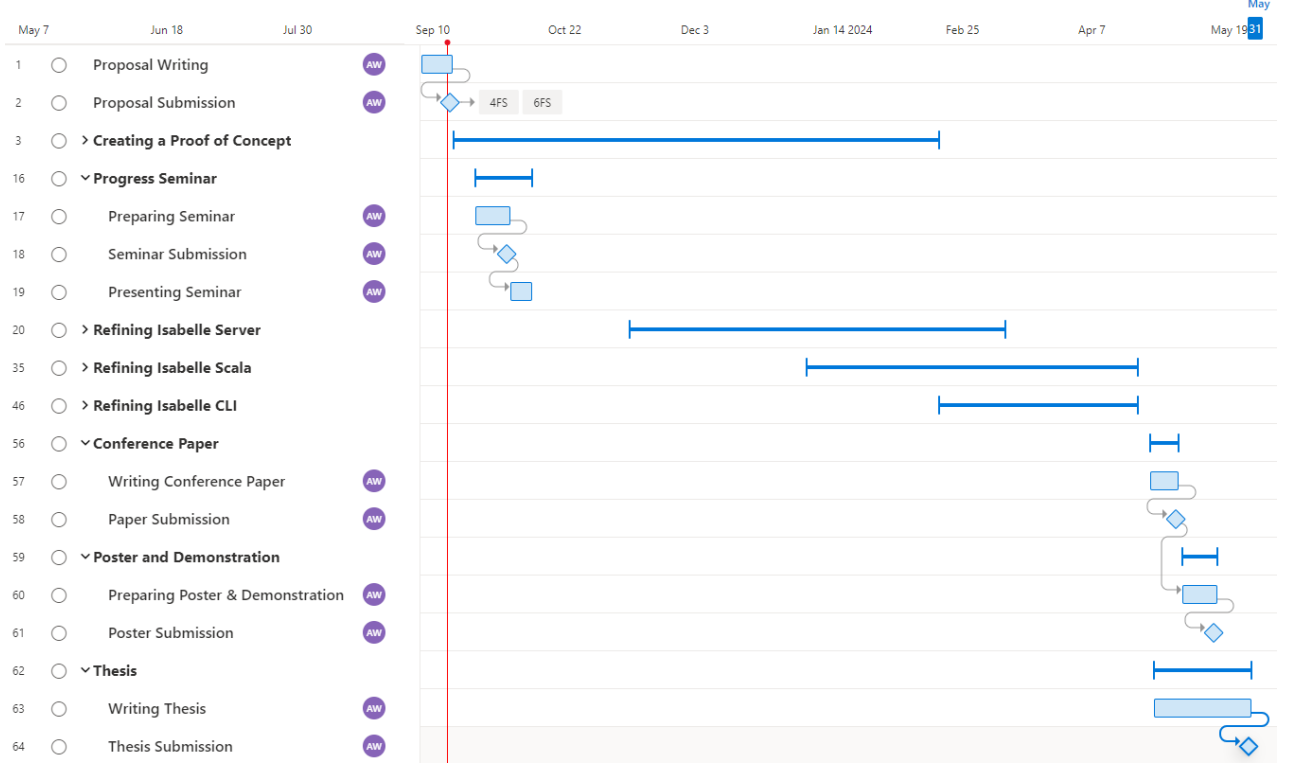 May
May 7 Jun 18 Jul 30 Sep 10 Oct 22 Dec 3 Jan 14 2024 Feb 25 Apr 7 May 19 31
1 Proposal Writing AW
2 Proposal Submission AW 4FS 6FS
3 Creating a Proof of Concept
16 Progress Seminar
17 Preparing Seminar AW
18 Seminar Submission AW
19 Presenting Seminar AW
20 Refining Isabelle Server
35 Refining Isabelle Scala
46 Refining Isabelle CLI
56 Conference Paper
57 Writing Conference Paper AW
58 Paper Submission AW
59 Poster and Demonstration
60 Preparing Poster & Demonstration AW
61 Poster Submission AW
62 Thesis
63 Writing Thesis AW
64 Thesis Submission AW